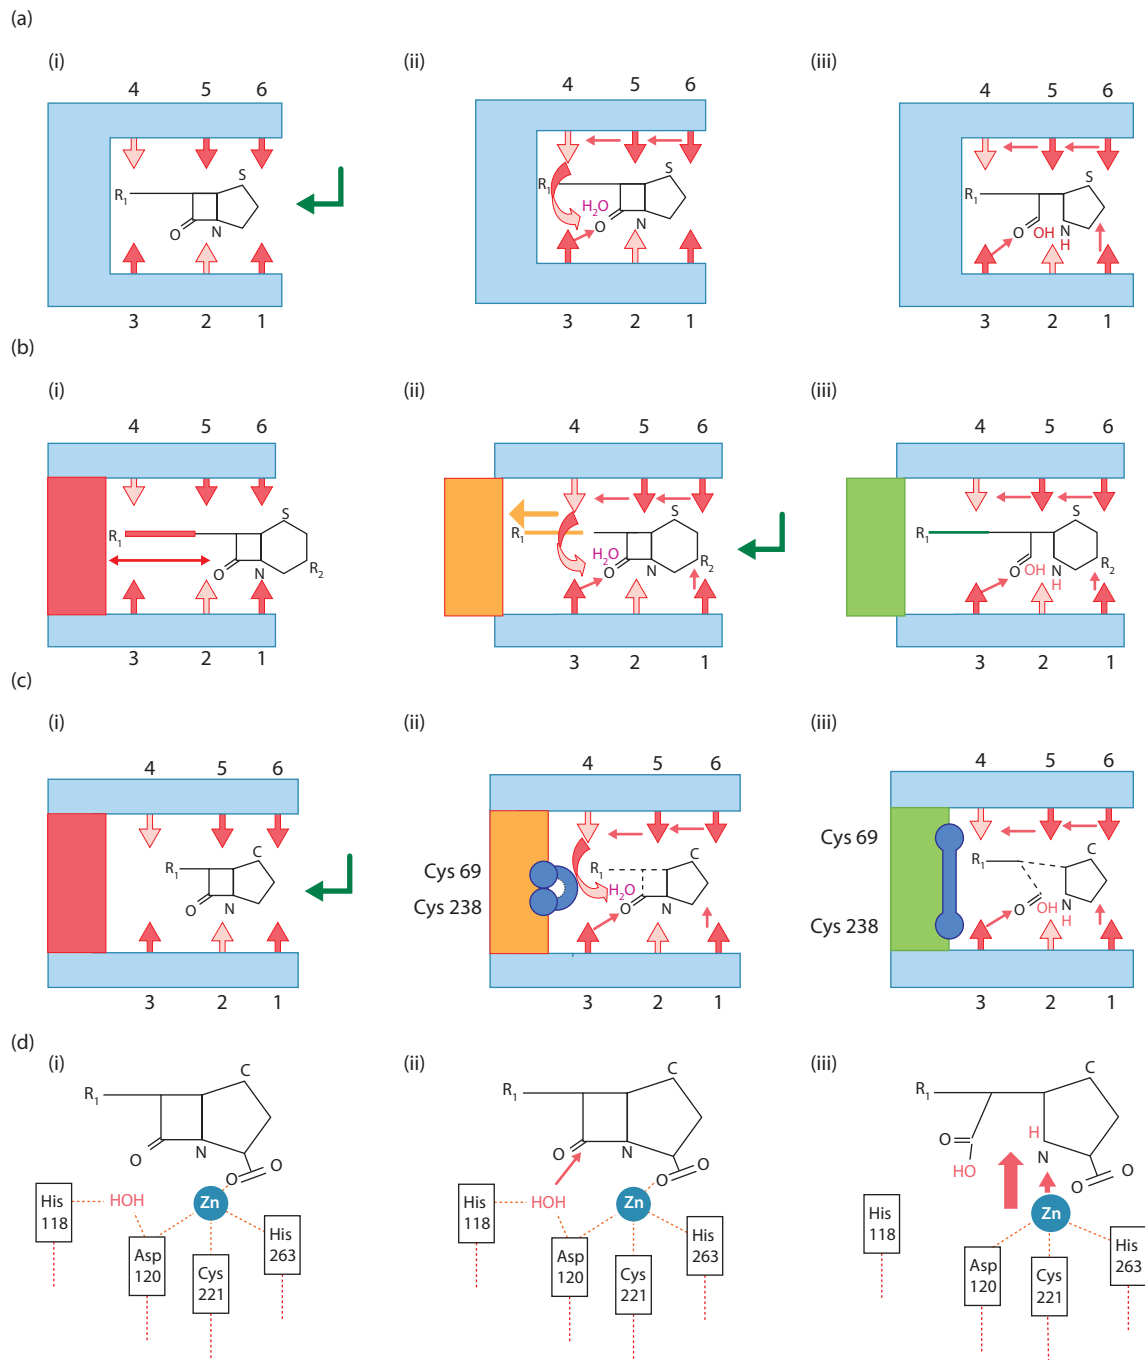 (a)
(i) (ii) (iii)
4 5 6 4 5 6 4 5 6
S S S
R1 R1 R1
H2O
O N O N O OH N H
3 2 1 3 2 1 3 2 1
(b)
(i) (ii) (iii)
4 5 6 4 5 6 4 5 6
S S S
R1 R1 R1
H2O
O N R2 O N R2 O OH N H R2
3 2 1 3 2 1 3 2 1
(c)
(i) (ii) (iii)
4 5 6 4 5 6 4 5 6
Cys 69 Cys 69
C C C
R1 R1 R1
Cys 238 H2O Cys 238
O N O N O OH N H
3 2 1 3 2 1 3 2 1
(d)
(i) (ii) (iii)
C C C
R1 R1 R1
O N O N O H N
O O O O HO O O
His 118 HOH Zn His 118 HOH Zn His 118 Zn
Asp 120 Cys 221 His 263 Asp 120 Cys 221 His 263 Asp 120 Cys 221 His 263